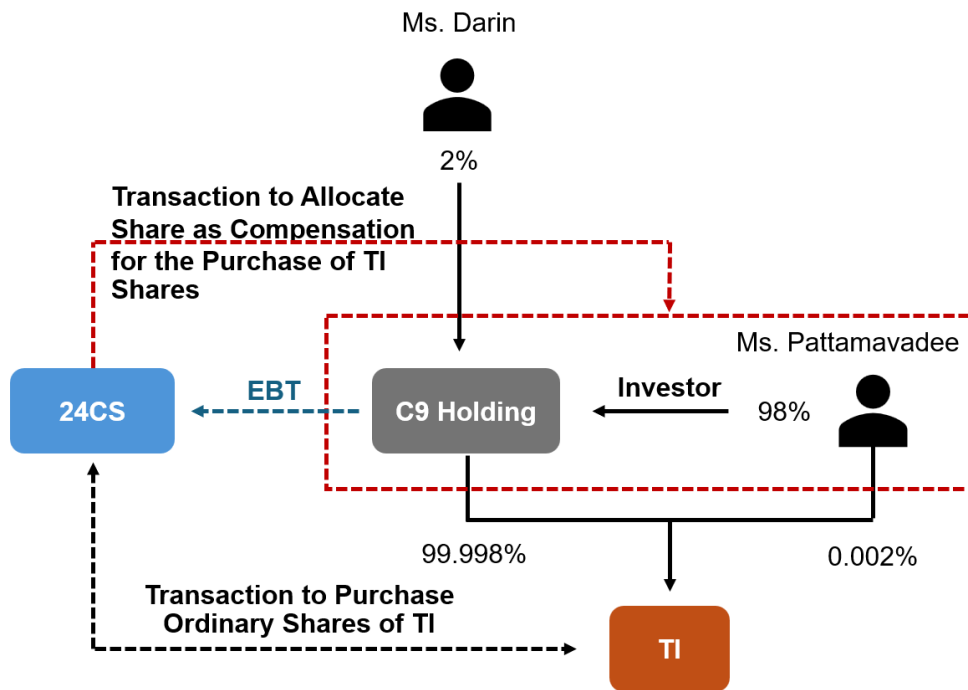 Ms. Darin
2%
Transaction to Allocate
Share as Compensation
for the Purchase of TI
Shares
Ms. Pattamavadee
24CS
EBT
C9 Holding
Investor
98%
99.998%
0.002%
Transaction to Purchase
Ordinary Shares of TI
TI